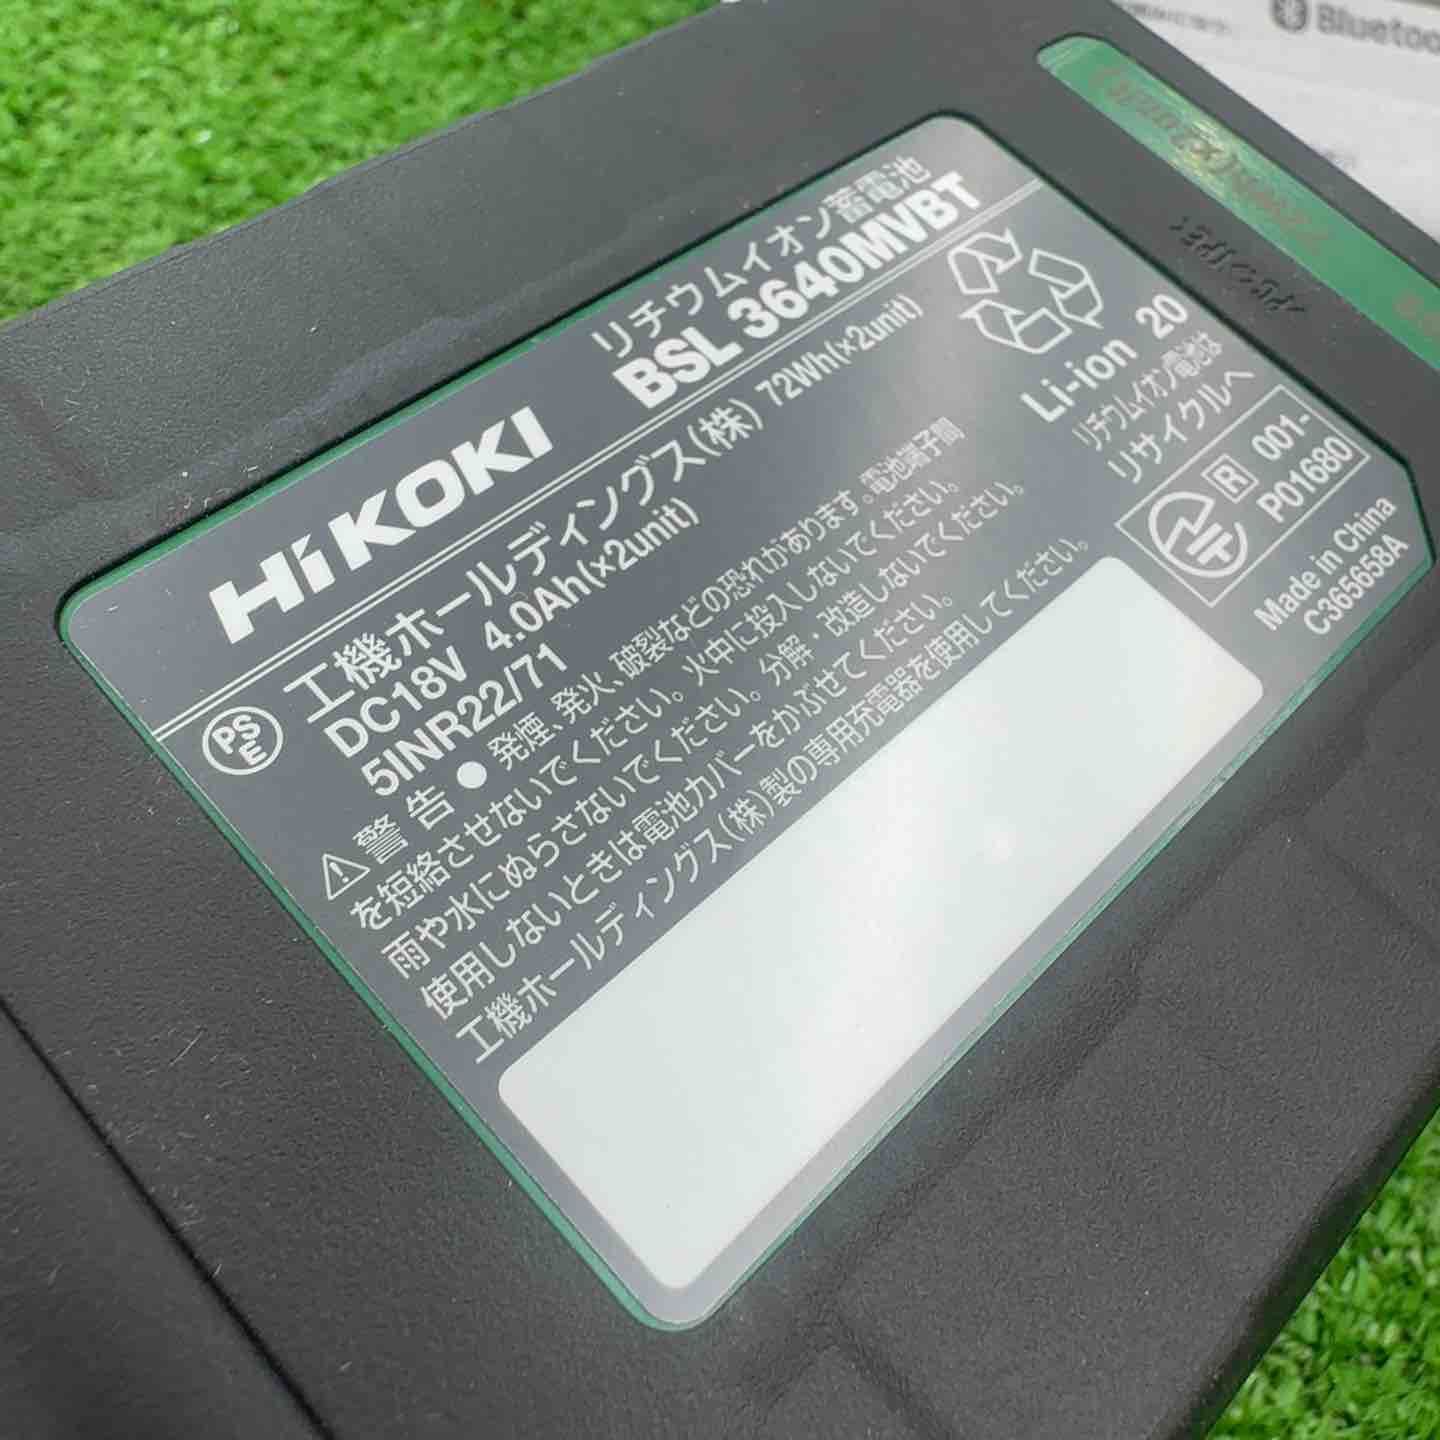 Bluetoo
リチウムイオン蓄電池
HiKOKI BSL 3640MVBT
PSE
工機ホールディングス(株) 72Wh(×2unit)
DC18V 4.0Ah(×2unit)
5INR22/71
⚠警告 ● 発煙、発火、破裂などの恐れがあります。電池端子間
を短絡させないでください。火中に投入しないでください。
雨や水にぬらさないでください。分解・改造しないでください。
使用しないときは電池カバーをかぶせてください。
工機ホールディングス(株)製の専用充電器を使用してください。
Li-ion 20
リチウムイオン電池は
リサイクルへ
R 001-
P01680
Made in China
C365658A